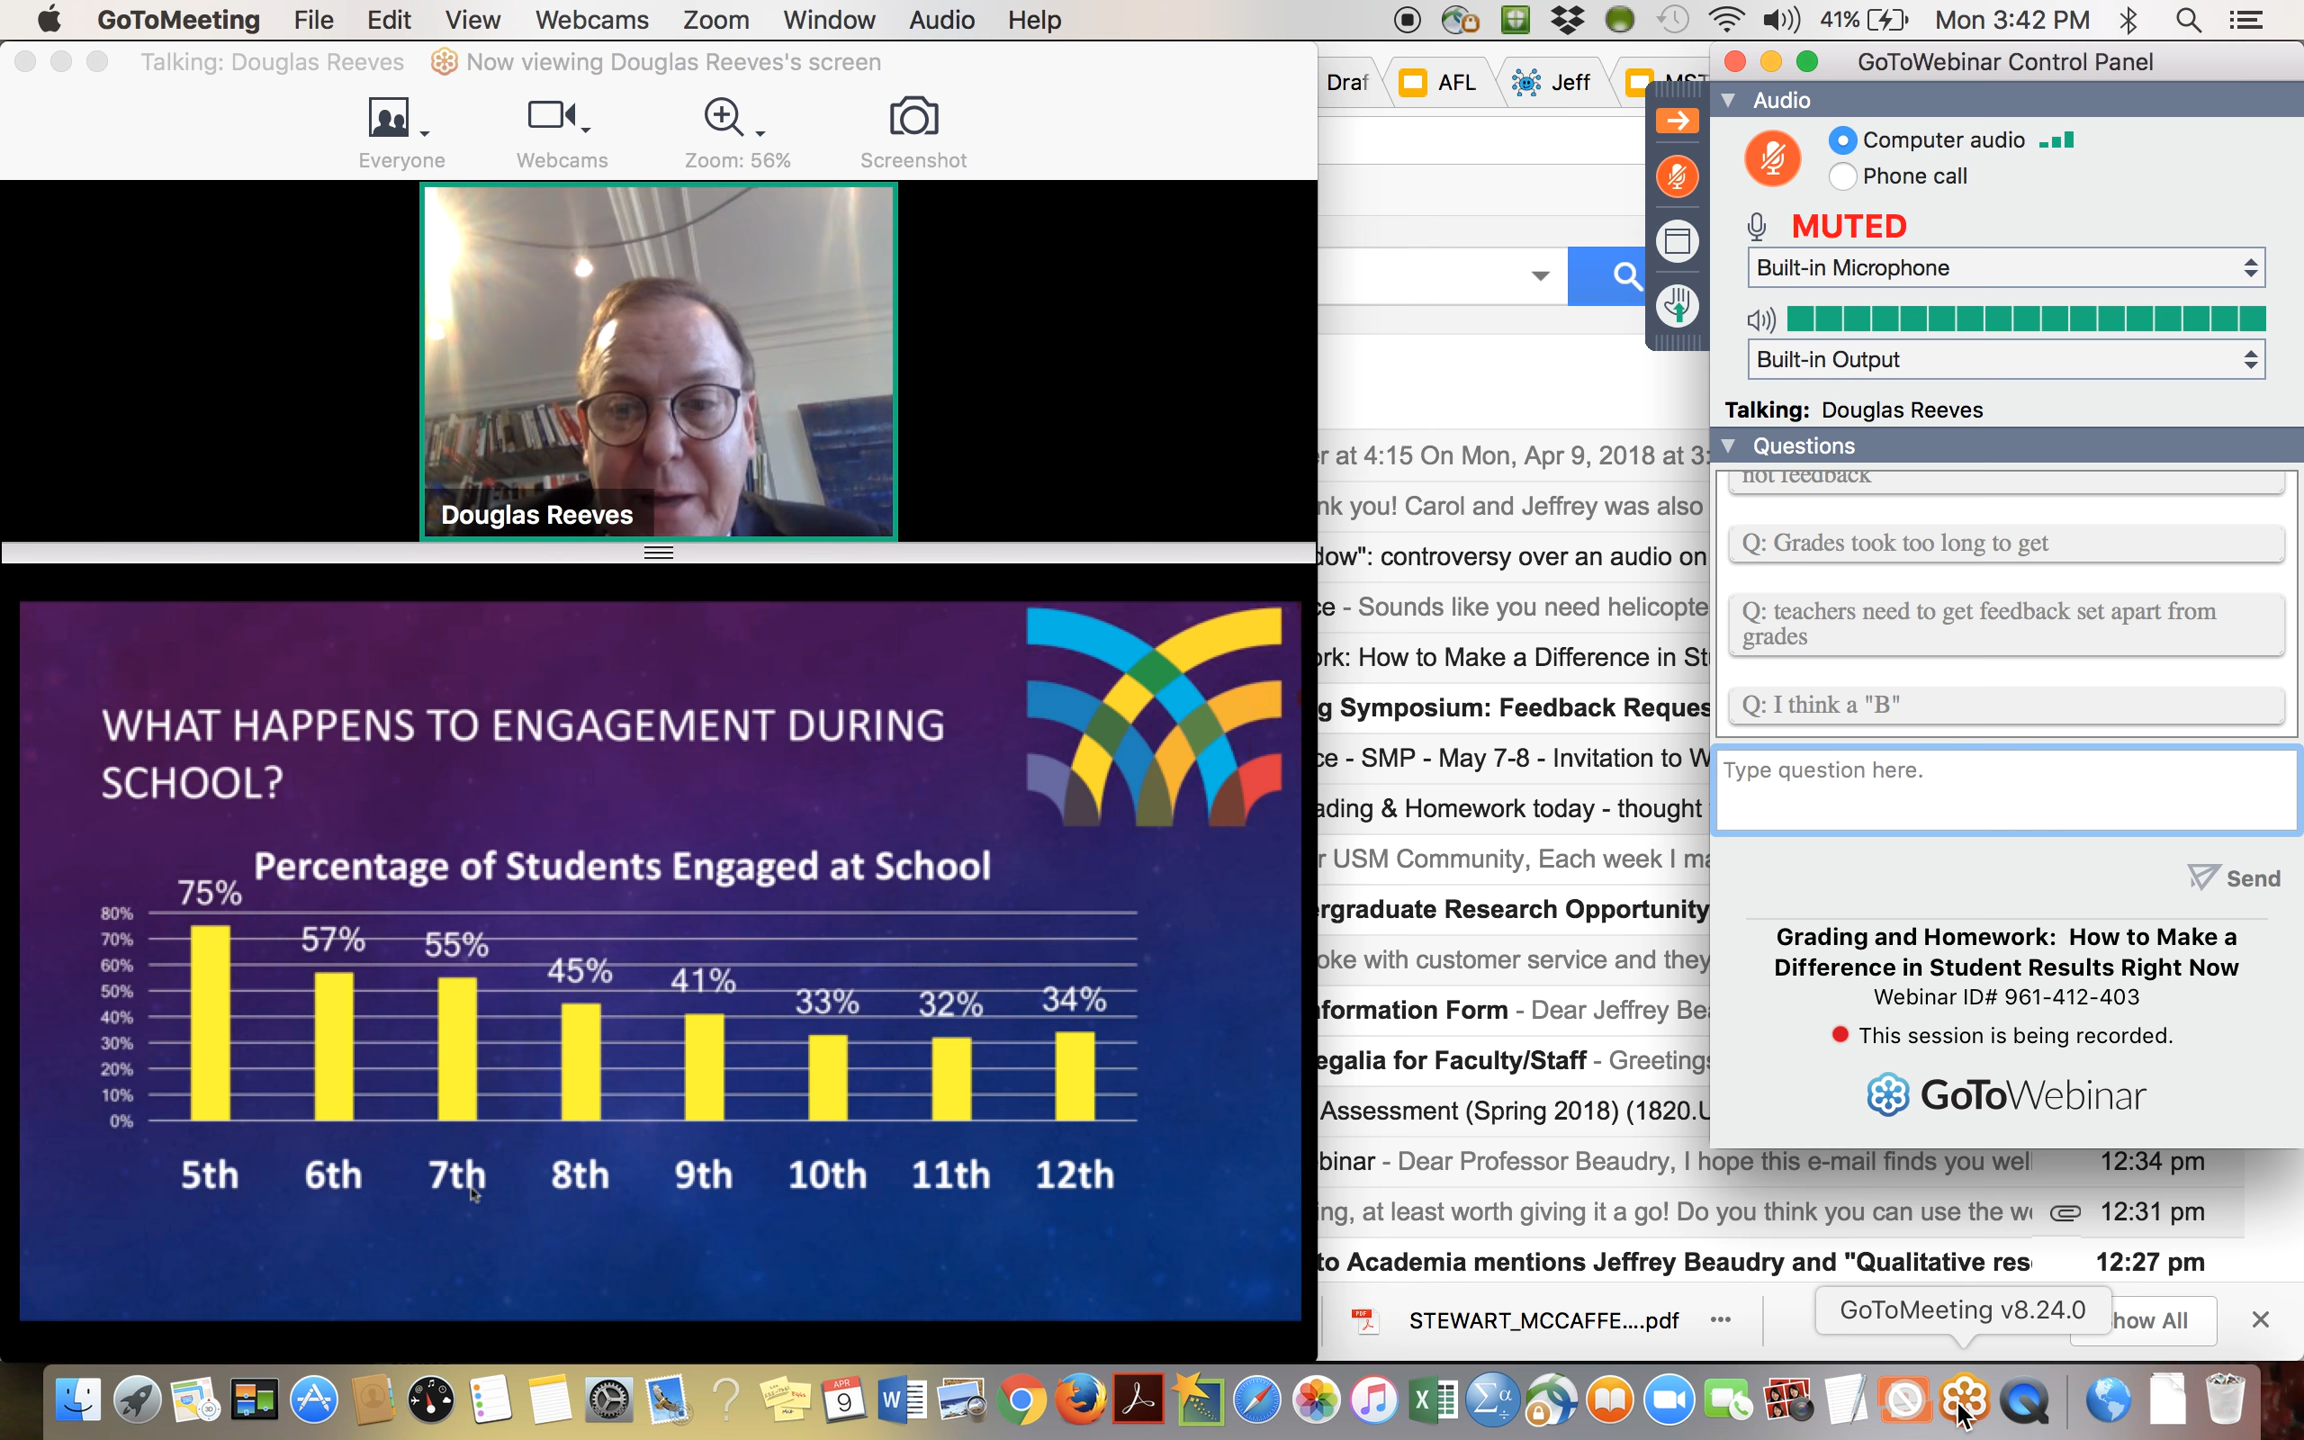 GoToMeeting File Edit View Webcams Zoom Window Audio Help 41% Mon 3:42 PM
Talking: Douglas Reeves Now viewing Douglas Reeves's screen
Everyone Webcams Zoom: 56% Screenshot
Douglas Reeves
WHAT HAPPENS TO ENGAGEMENT DURING
SCHOOL?
Percentage of Students Engaged at School
75% 57% 55% 45% 41% 33% 32% 34%
80%
70%
60%
50%
40%
30%
20%
10%
0%
5th 6th 7th 8th 9th 10th 11th 12th
Draf AFL Jeff MST
r at 4:15 On Mon, Apr 9, 2018 at 3:
nk you! Carol and Jeffrey was also
dow": controversy over an audio on
ce - Sounds like you need helicopte
ork: How to Make a Difference in St
g Symposium: Feedback Reques
ce - SMP - May 7-8 - Invitation to W
ading & Homework today - thought
r USM Community, Each week I ma
rgraduate Research Opportunity
oke with customer service and they
nformation Form - Dear Jeffrey Be
egalia for Faculty/Staff - Greetings
Assessment (Spring 2018) (1820.U
binar - Dear Professor Beaudry, I hope this e-mail finds you wel 12:34 pm
ing, at least worth giving it a go! Do you think you can use the w 12:31 pm
to Academia mentions Jeffrey Beaudry and "Qualitative res 12:27 pm
STEWART_MCCAFFE....pdf
GoToMeeting v8.24.0
how All
GoToWebinar Control Panel
Audio
Computer audio
Phone call
MUTED
Built-in Microphone
Built-in Output
Talking: Douglas Reeves
Questions
not feedback
Q: Grades took too long to get
Q: teachers need to get feedback set apart from
grades
Q: I think a "B"
Type question here.
Send
Grading and Homework: How to Make a
Difference in Student Results Right Now
Webinar ID# 961-412-403
This session is being recorded.
GoToWebinar
APR
9